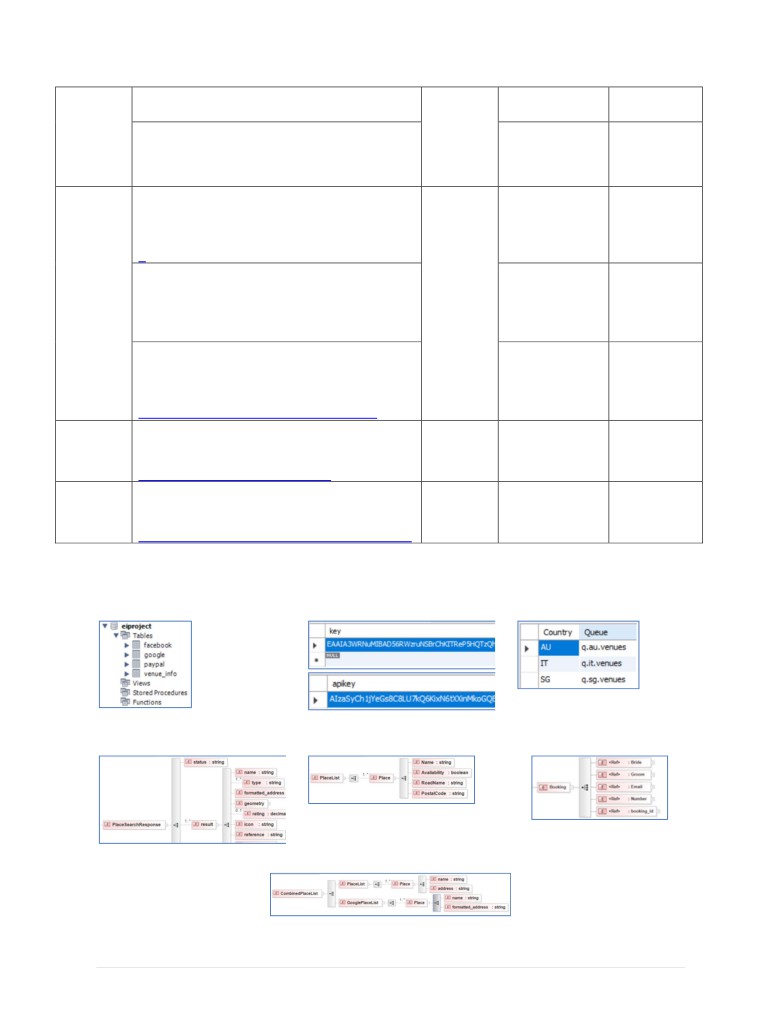 eiproject
Tables
facebook
google
paypal
venue_info
Views
Stored Procedures
Functions
key
NULL
apikey
Country Queue
AU q.au.venues
IT q.it.venues
SG q.sg.venues
status : string
name : string
type : string
formatted_address
geometry
rating : decima
PlaceSearchResponse
result
icon : string
reference : string
Name : string
PlaceList
Place
Availability : boolean
RoadName : string
PostalCode : string
Booking
: Bride
: Groom
: Email
: Number
: booking_id
CombinedPlaceList
PlaceList
Place
name : string
address : string
GooglePlaceList
Place
name : string
formatted_address : string